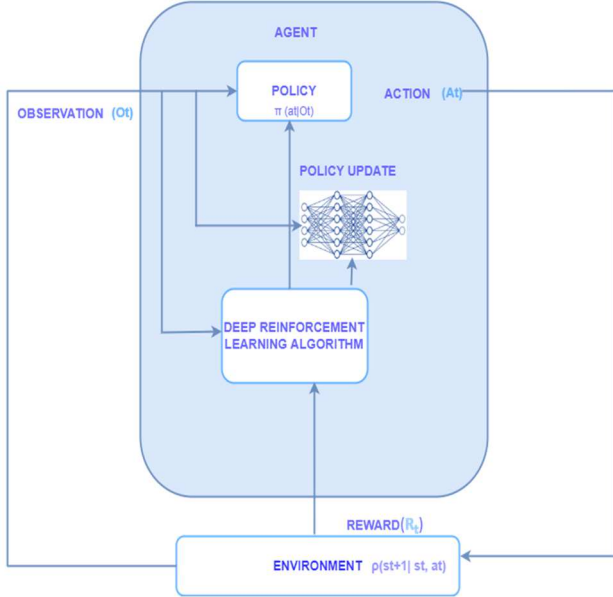 AGENT
POLICY
π (at|Ot)
ACTION (At)
OBSERVATION (Ot)
POLICY UPDATE
DEEP REINFORCEMENT
LEARNING ALGORITHM
REWARD(Rt)
ENVIRONMENT ρ(st+1| st, at)